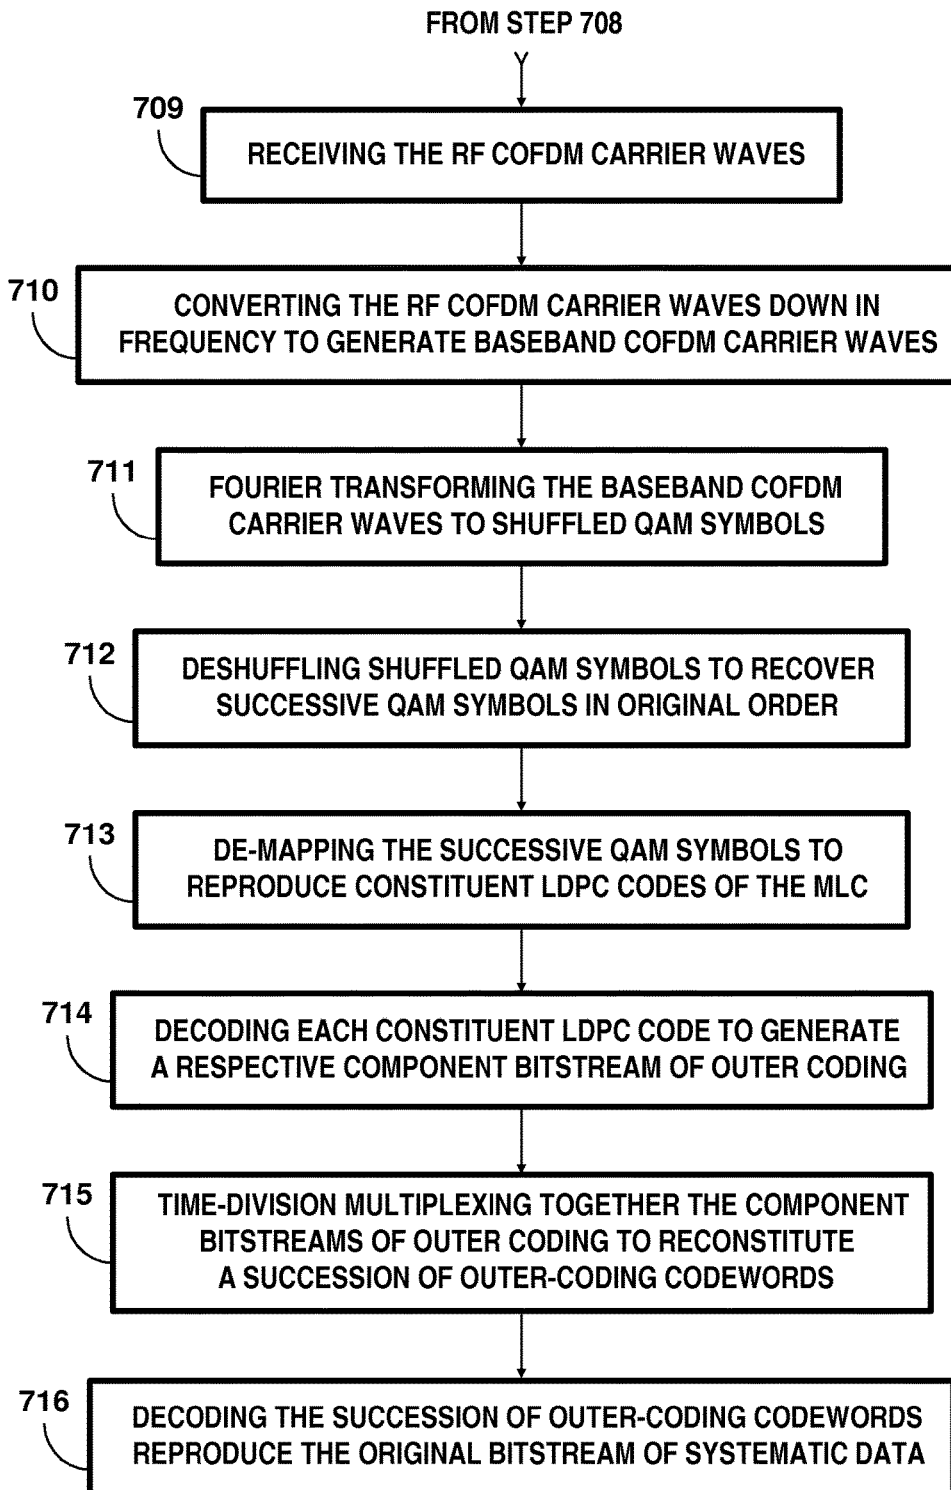 FROM STEP 708
709
RECEIVING THE RF COFDM CARRIER WAVES
710
CONVERTING THE RF COFDM CARRIER WAVES DOWN IN
FREQUENCY TO GENERATE BASEBAND COFDM CARRIER WAVES
711
FOURIER TRANSFORMING THE BASEBAND COFDM
CARRIER WAVES TO SHUFFLED QAM SYMBOLS
712
DESHUFFLING SHUFFLED QAM SYMBOLS TO RECOVER
SUCCESSIVE QAM SYMBOLS IN ORIGINAL ORDER
713
DE-MAPPING THE SUCCESSIVE QAM SYMBOLS TO
REPRODUCE CONSTITUENT LDPC CODES OF THE MLC
714
DECODING EACH CONSTITUENT LDPC CODE TO GENERATE
A RESPECTIVE COMPONENT BITSTREAM OF OUTER CODING
715
TIME-DIVISION MULTIPLEXING TOGETHER THE COMPONENT
BITSTREAMS OF OUTER CODING TO RECONSTITUTE
A SUCCESSION OF OUTER-CODING CODEWORDS
716
DECODING THE SUCCESSION OF OUTER-CODING CODEWORDS
REPRODUCE THE ORIGINAL BITSTREAM OF SYSTEMATIC DATA